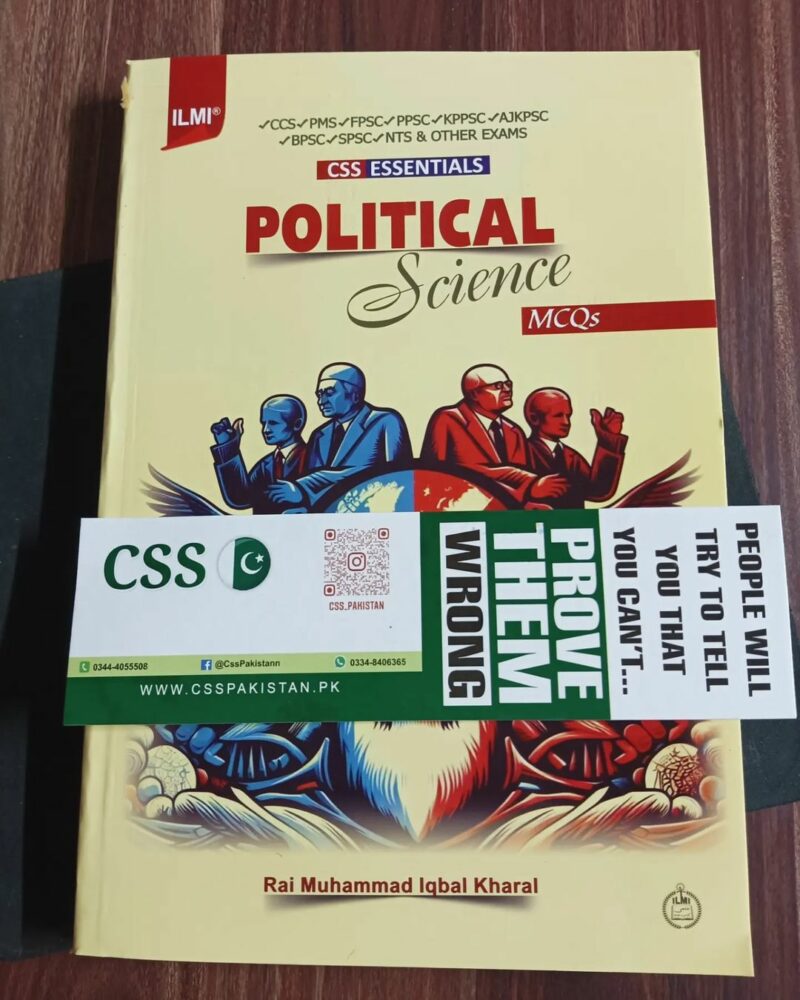 ILMI®
✓CCS✓PMS✓FPSC✓PPSC✓KPPSC✓AJKPSC
✓BPSC✓SPSC✓NTS & OTHER EXAMS
CSS ESSENTIALS
POLITICAL
Science
MCQs
CSS
CSS_PAKISTAN
0344-4055508
@CssPakistann
0334-8406365
WWW.CSSPAKISTAN.PK
PEOPLE WILL
TRY TO TELL
YOU THAT
YOU CAN'T...
PROVE
THEM
WRONG
Rai Muhammad Iqbal Kharal
ILMI